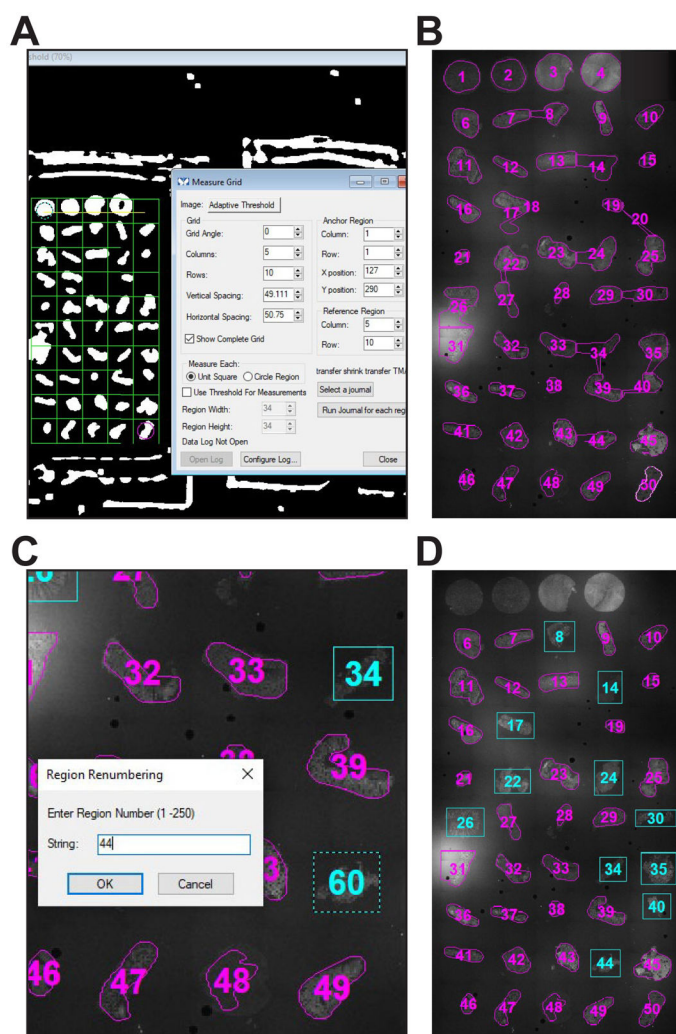 A
shold (70%)
Measure Grid
Image: Adaptive Threshold
Grid
Grid Angle: 0
Columns: 5
Rows: 10
Vertical Spacing: 49.111
Horizontal Spacing: 50.75
Show Complete Grid
Measure Each:
Unit Square Circle Region
Use Threshold For Measurements
Region Width: 34
Region Height: 34
Data Log Not Open
Open Log Configure Log...
Anchor Region
Column: 1
Row: 1
X position: 127
Y position: 290
Reference Region
Column: 5
Row: 10
transfer shrink transfer TMA
Select a journal
Run Journal for each reg
Close
B
1 2 3 4
6 7 8 9 10
11 12 13 14 15
16 17 18 19 20
21 22 23 24 25
26 27 28 29 30
31 32 33 34 35
36 37 38 39 40
41 42 43 44 45
46 47 48 49 50
C
27
32 33 34
39
Region Renumbering
Enter Region Number (1 -250)
String: 44
OK Cancel
60
46 47 48 49
D
6 7 8 9 10
11 12 13 14 15
16 17 19
21 22 23 24 25
26 27 28 29 30
31 32 33 34 35
36 37 38 39 40
41 42 43 44 45
46 47 48 49 50